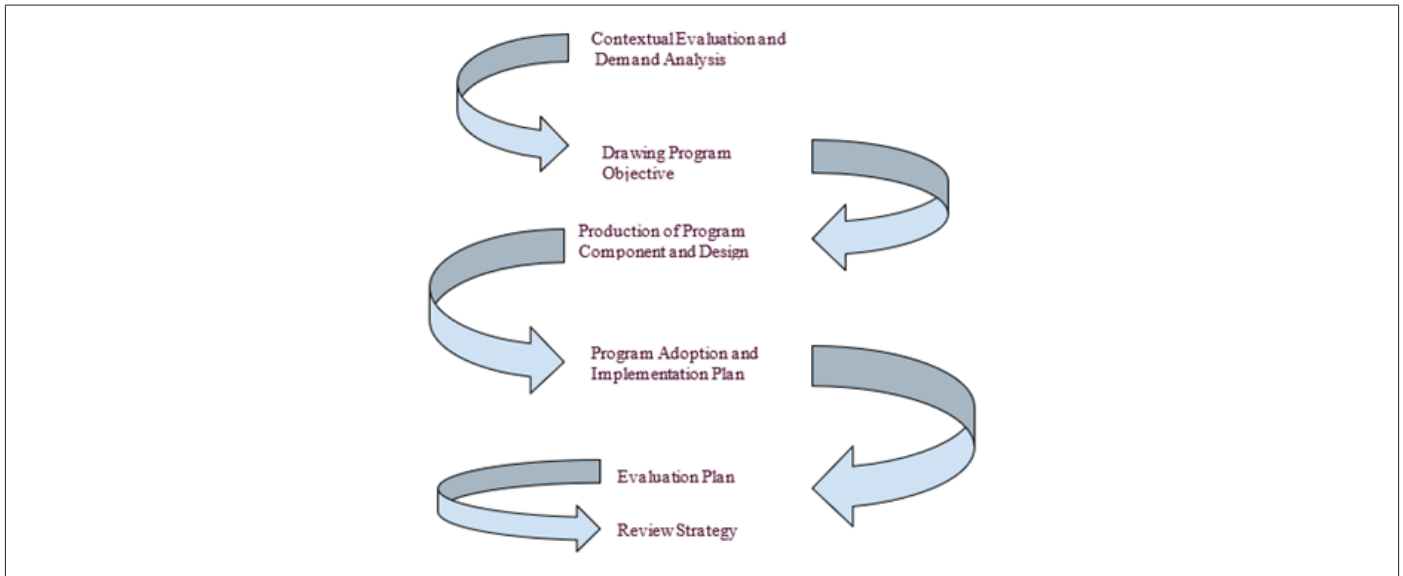 Contextual Evaluation and
Demand Analysis
Drawing Program
Objective
Production of Program
Component and Design
Program Adoption and
Implementation Plan
Evaluation Plan
Review Strategy